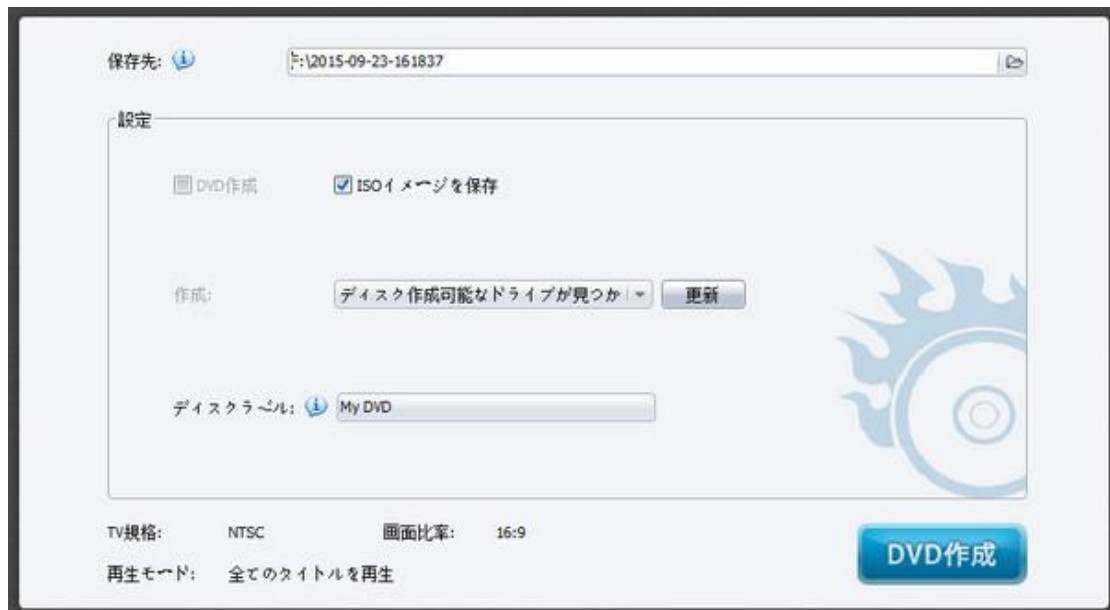 保存先: F:\2015-09-23-161837
設定
DVD作成 ISOイメージを保存
作成: ディスク作成可能なドライブが見つか 更新
ディスクラベル: My DVD
TV規格: NTSC 画面比率: 16:9
再生モード: 全てのタイトルを再生
DVD作成